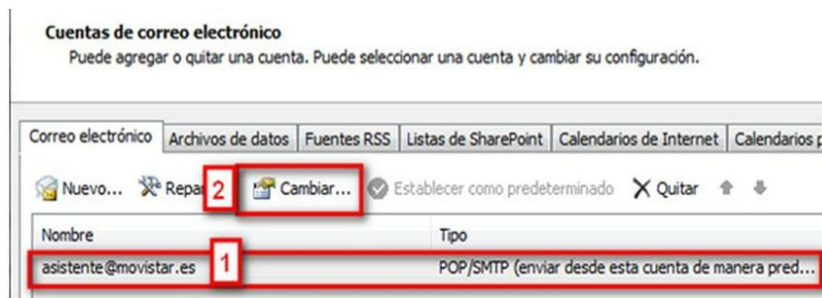 Cuentas de correo electrónico
Puede agregar o quitar una cuenta. Puede seleccionar una cuenta y cambiar su configuración.
Correo electrónico Archivos de datos Fuentes RSS Listas de SharePoint Calendarios de Internet Calendarios p
Nuevo... Repa 2 Cambiar... Establecer como predeterminado Quitar
Nombre Tipo
asistente@movistar.es 1 POP/SMTP (enviar desde esta cuenta de manera pred...